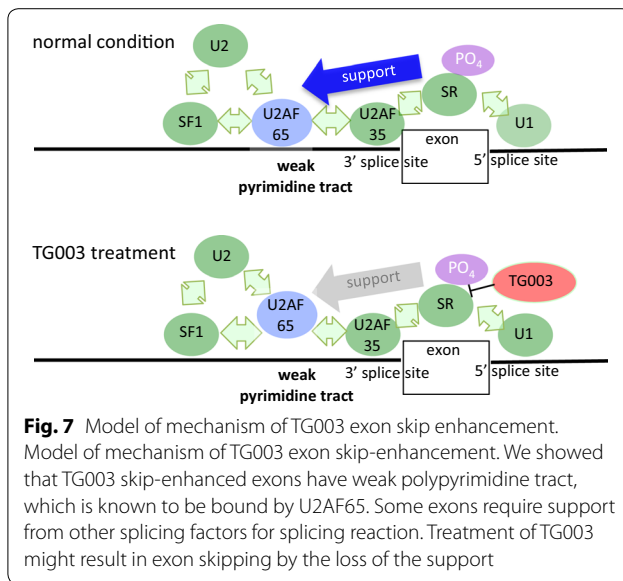 normal condition
U2
support
PO4
SR
SF1
U2AF
65
U2AF
35
U1
exon
weak
pyrimidine tract
3′ splice site
5′ splice site
TG003 treatment
U2
support
PO4
TG003
SR
SF1
U2AF
65
U2AF
35
U1
exon
weak
pyrimidine tract
3′ splice site
5′ splice site
Fig. 7 Model of mechanism of TG003 exon skip enhancement.
Model of mechanism of TG003 exon skip-enhancement. We showed
that TG003 skip-enhanced exons have weak polypyrimidine tract,
which is known to be bound by U2AF65. Some exons require support
from other splicing factors for splicing reaction. Treatment of TG003
might result in exon skipping by the loss of the support